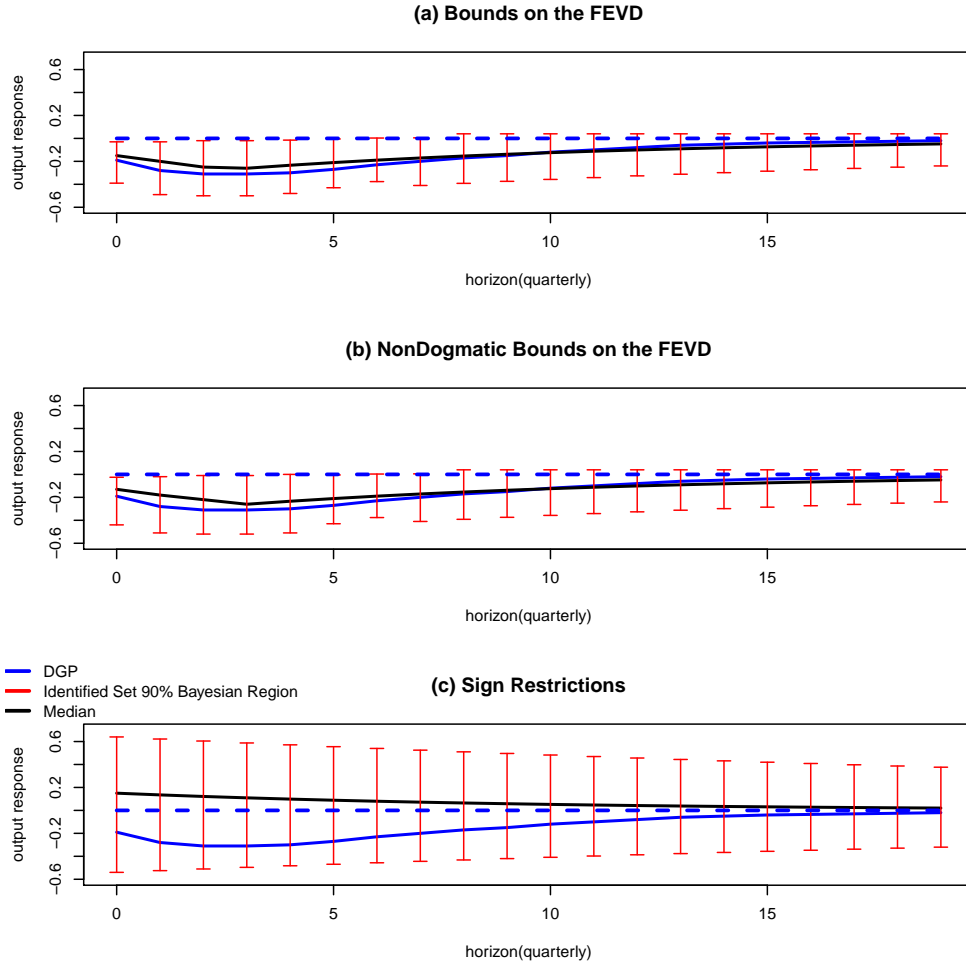 (a) Bounds on the FEVD
output response
0.6
0.2
−0.2
−0.6
0 5 10 15
horizon(quarterly)
(b) NonDogmatic Bounds on the FEVD
output response
0.6
0.2
−0.2
−0.6
0 5 10 15
horizon(quarterly)
DGP
Identified Set 90% Bayesian Region
Median
(c) Sign Restrictions
output response
0.6
0.2
−0.2
−0.6
0 5 10 15
horizon(quarterly)